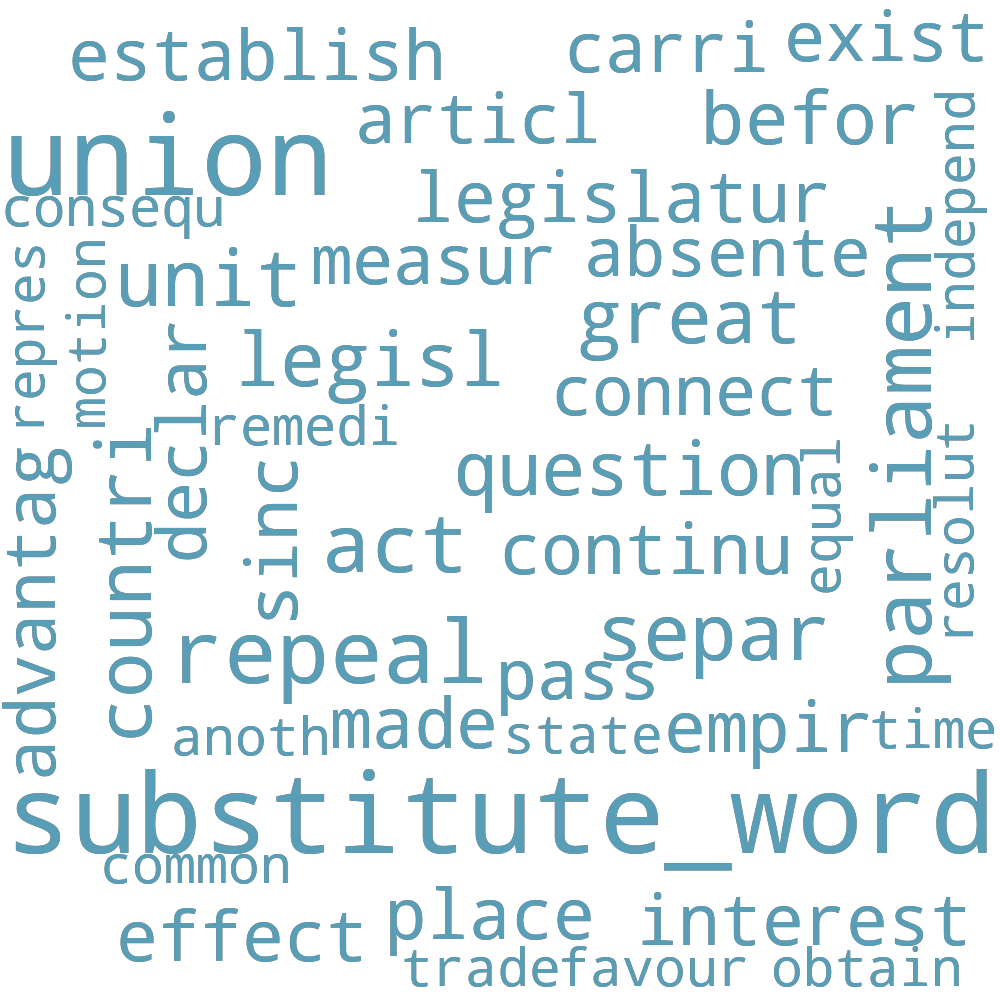 establish
carri
exist
articl
befor
union
independ
consequ
legislatur
parliament
repres
motion
unit
measur
absente
great
declar
legisl
connect
remedi
advantag
countri
sinc
question
equal
resolut
act
continu
repeal
separ
pass
anoth
made
state
empir
time
substitute_word
common
effect
place
interest
trade
favour
obtain